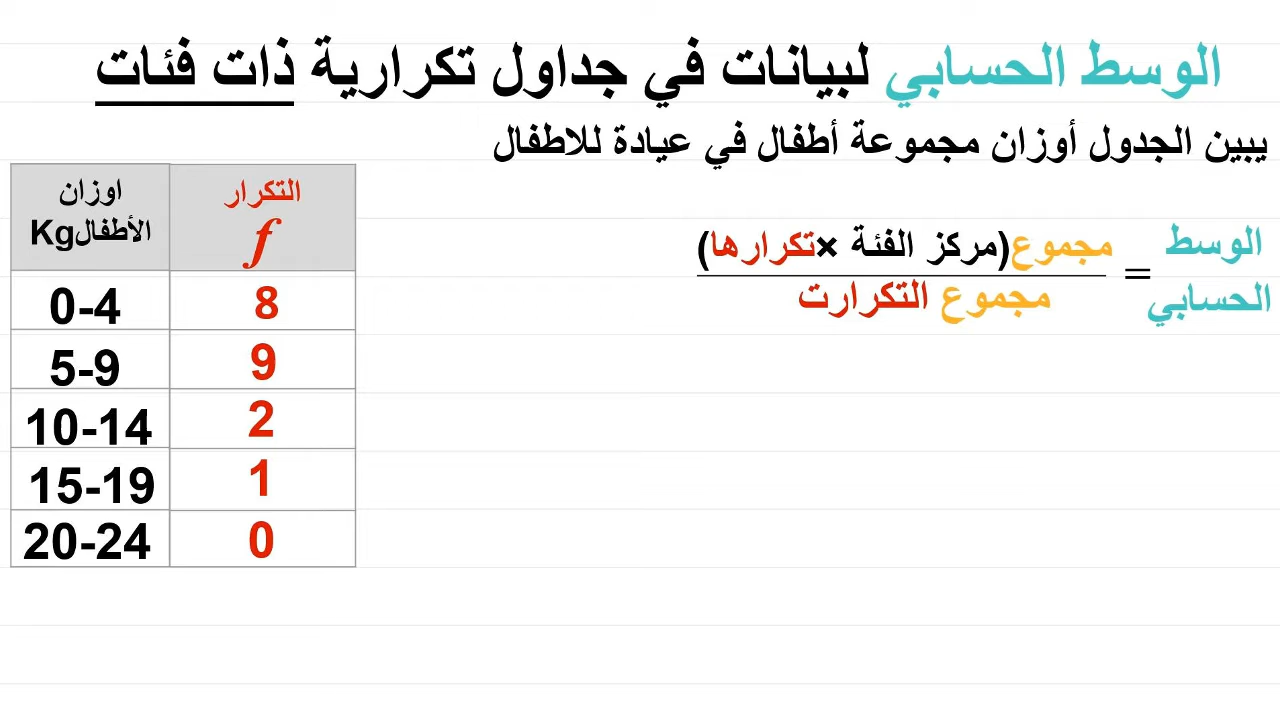 الوسط الحسابي لبيانات في جداول تكرارية ذات فئات
يبين الجدول أوزان مجموعة أطفال في عيادة للاطفال
الوسط
الحسابي
=
مجموع(مركز الفئة ×تكرارها)
مجموع التكرارت
اوزان
الأطفالKg
التكرار
f
0-4 8
5-9 9
10-14 2
15-19 1
20-24 0